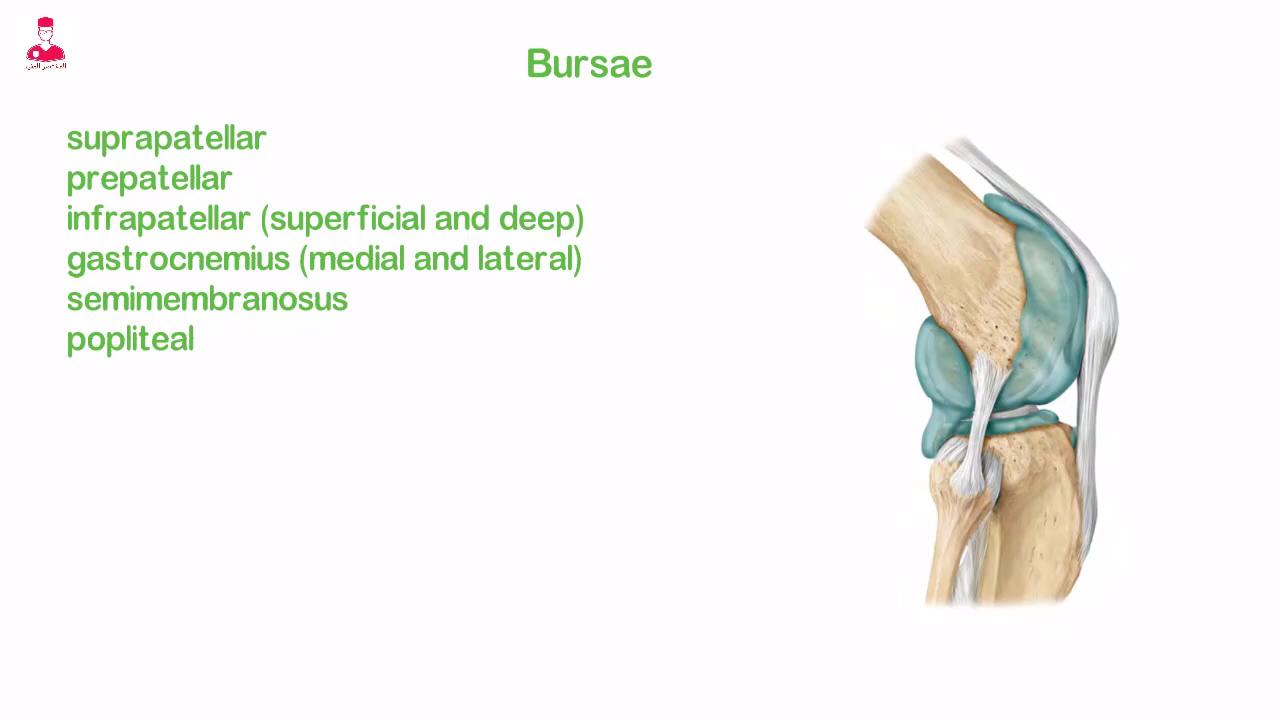 Bursae
suprapatellar
prepatellar
infrapatellar (superficial and deep)
gastrocnemius (medial and lateral)
semimembranosus
popliteal